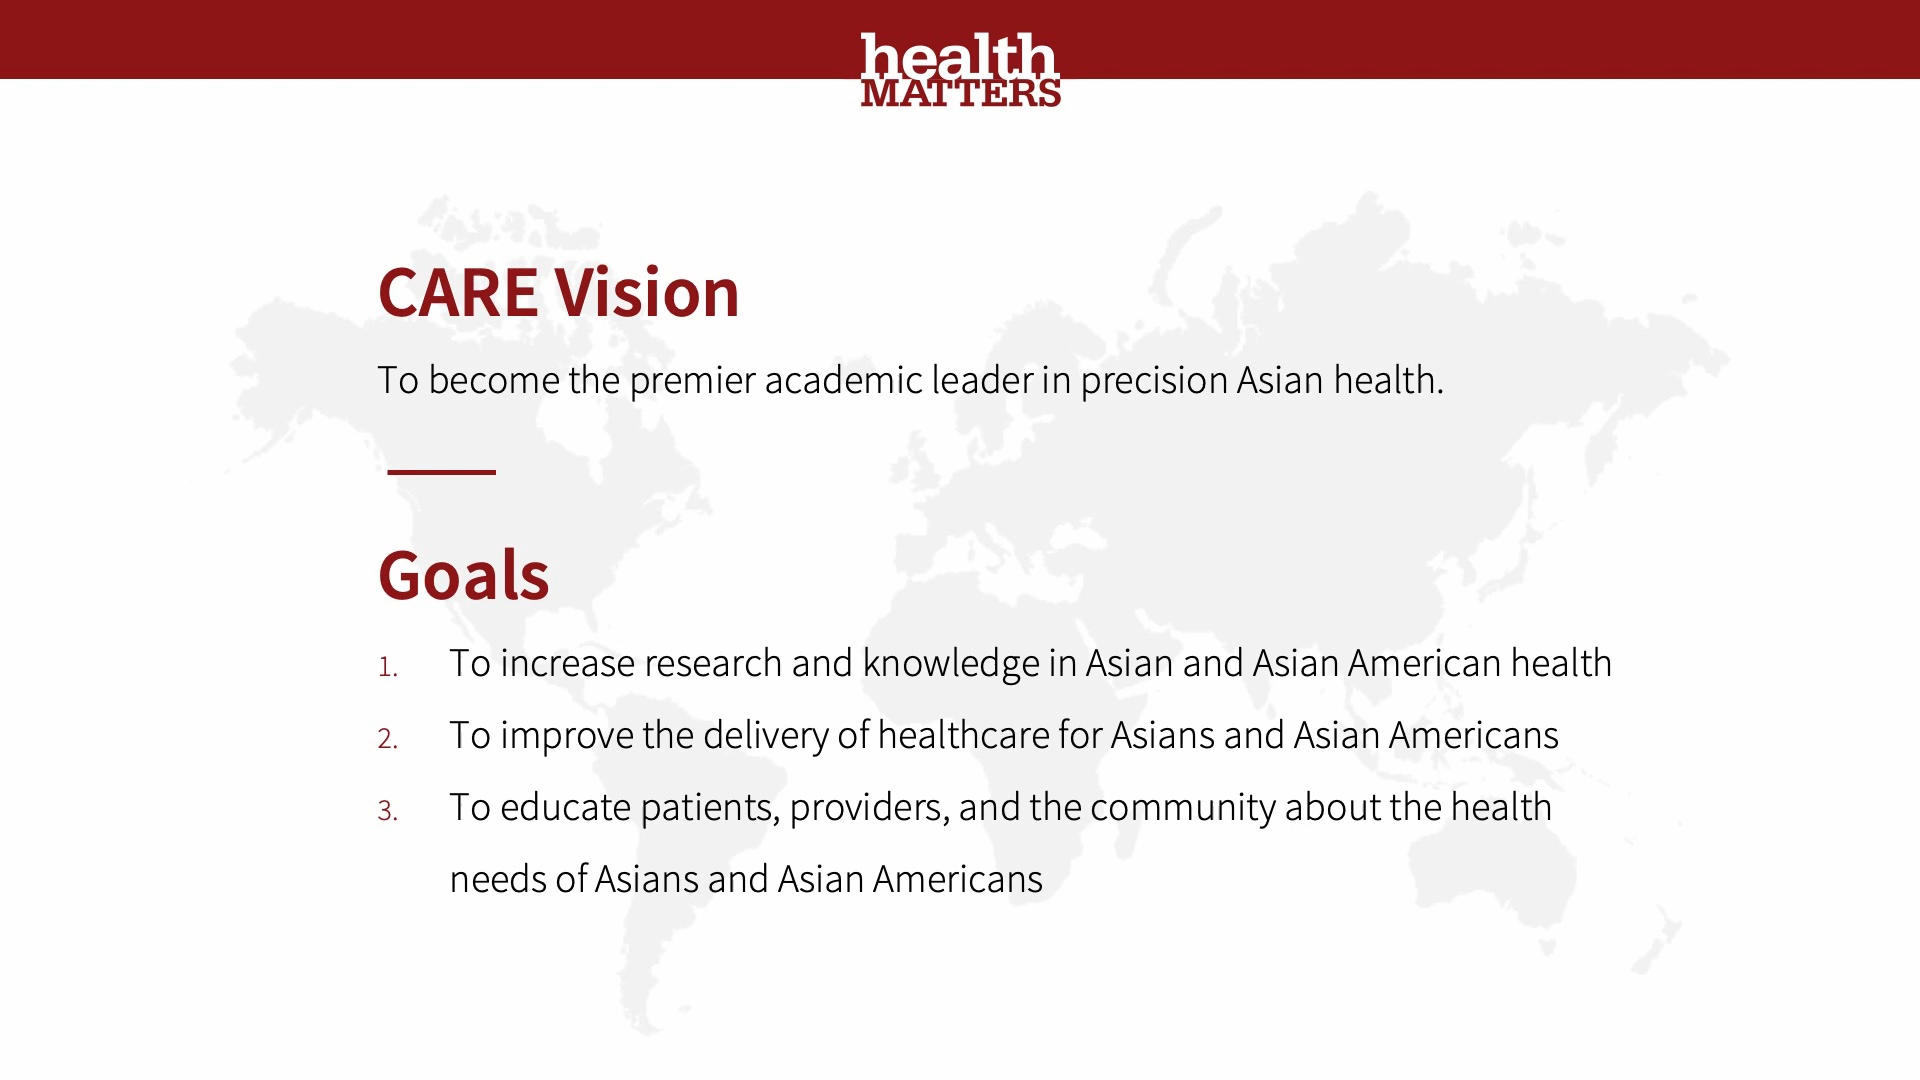 health
MATTERS
CARE Vision
To become the premier academic leader in precision Asian health.
Goals
1. To increase research and knowledge in Asian and Asian American health
2. To improve the delivery of healthcare for Asians and Asian Americans
3. To educate patients, providers, and the community about the health
needs of Asians and Asian Americans